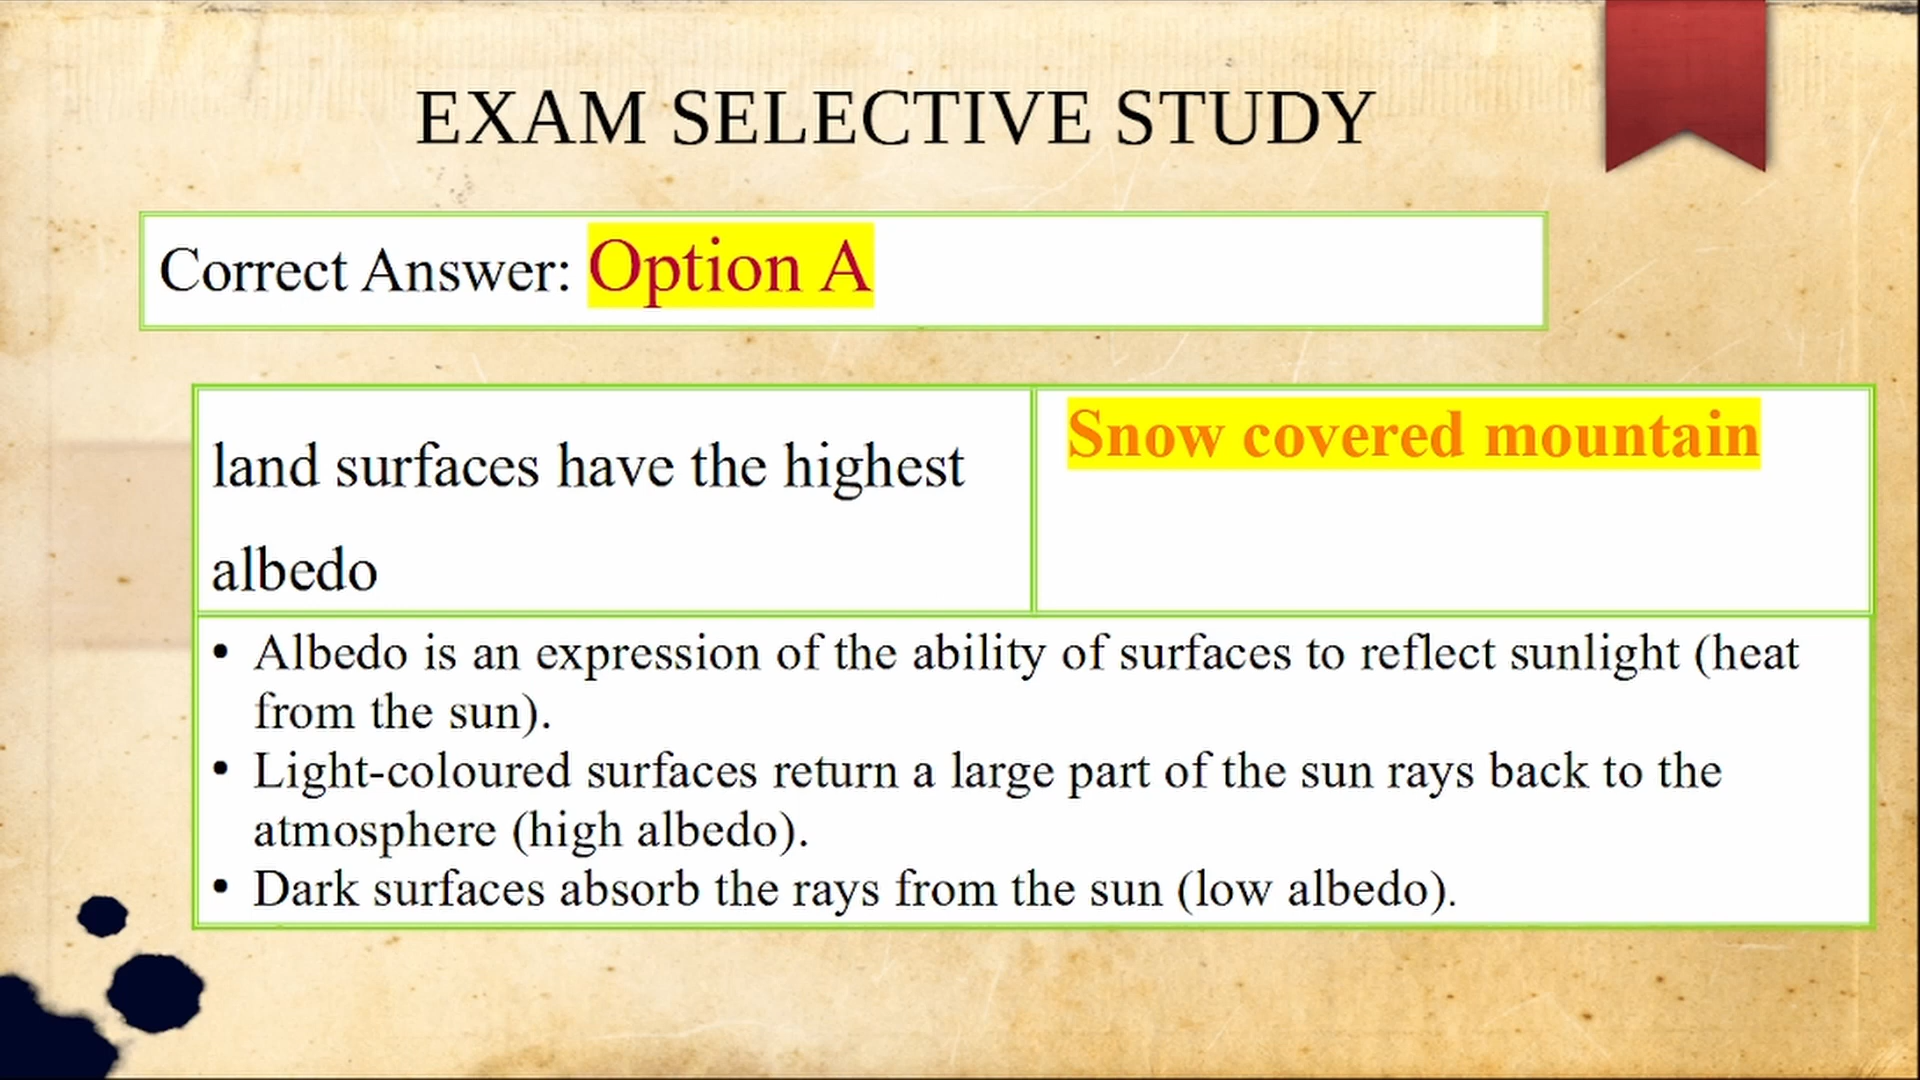 EXAM SELECTIVE STUDY
Correct Answer: Option A
land surfaces have the highest
albedo
Snow covered mountain
• Albedo is an expression of the ability of surfaces to reflect sunlight (heat
from the sun).
• Light-coloured surfaces return a large part of the sun rays back to the
atmosphere (high albedo).
• Dark surfaces absorb the rays from the sun (low albedo).